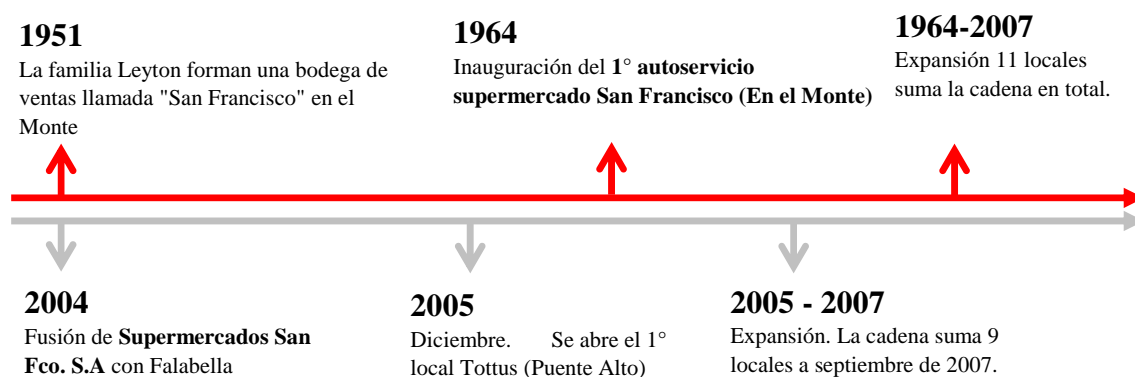 1951
La familia Leyton forman una bodega de
ventas llamada "San Francisco" en el
Monte
1964
Inauguración del 1° autoservicio
supermercado San Francisco (En el Monte)
1964-2007
Expansión 11 locales
suma la cadena en total.
2004
Fusión de Supermercados San
Fco. S.A con Falabella
2005
Diciembre. Se abre el 1°
local Tottus (Puente Alto)
2005 - 2007
Expansión. La cadena suma 9
locales a septiembre de 2007.